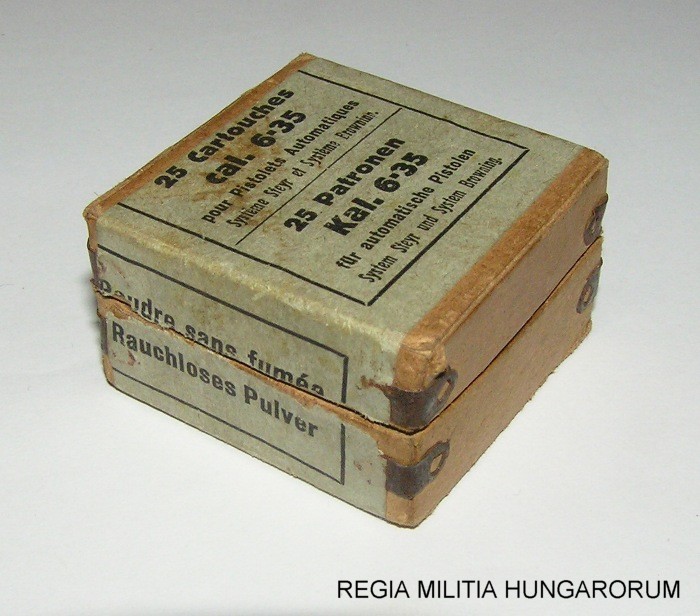 25 Cartouches
cal. 6·35
pour Pistolets Automatiques
Système Steyr et Système Browning.
25 Patronen
Kal. 6·35
für automatische Pistolen
System Steyr und System Browning.
Poudre sans fumée
Rauchloses Pulver
REGIA MILITIA HUNGARORUM